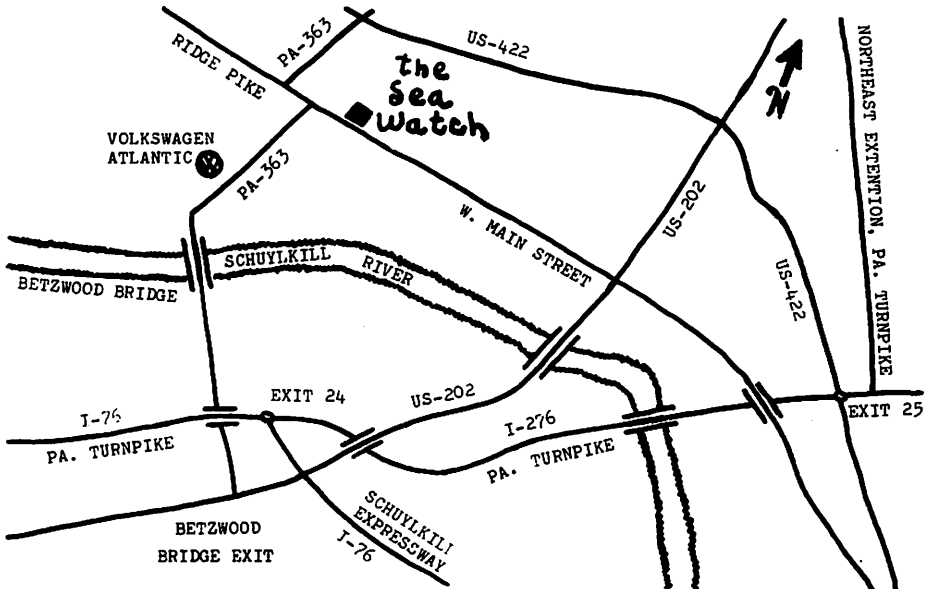 PA-363
US-422
RIDGE PIKE
the
Sea
Watch
N
NORTHEAST EXTENTION, PA. TURNPIKE
VOLKSWAGEN
ATLANTIC
PA-363
US-202
W. MAIN STREET
SCHUYLKILL RIVER
BETZWOOD BRIDGE
US-422
EXIT 24
US-202
EXIT 25
I-76
PA. TURNPIKE
I-276
PA. TURNPIKE
SCHUYLKILL
EXPRESSWAY
I-76
BETZWOOD
BRIDGE EXIT